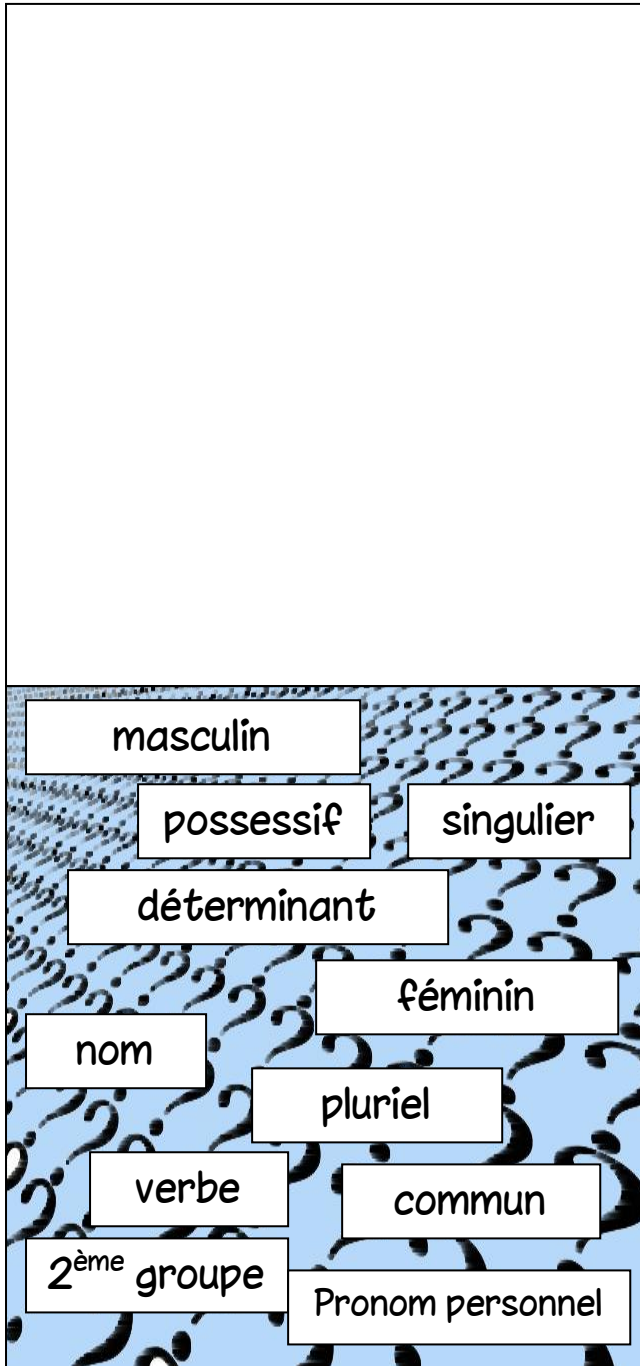 masculin
possessif singulier
déterminant
féminin
nom
pluriel
verbe
commun
2ème groupe
Pronom personnel